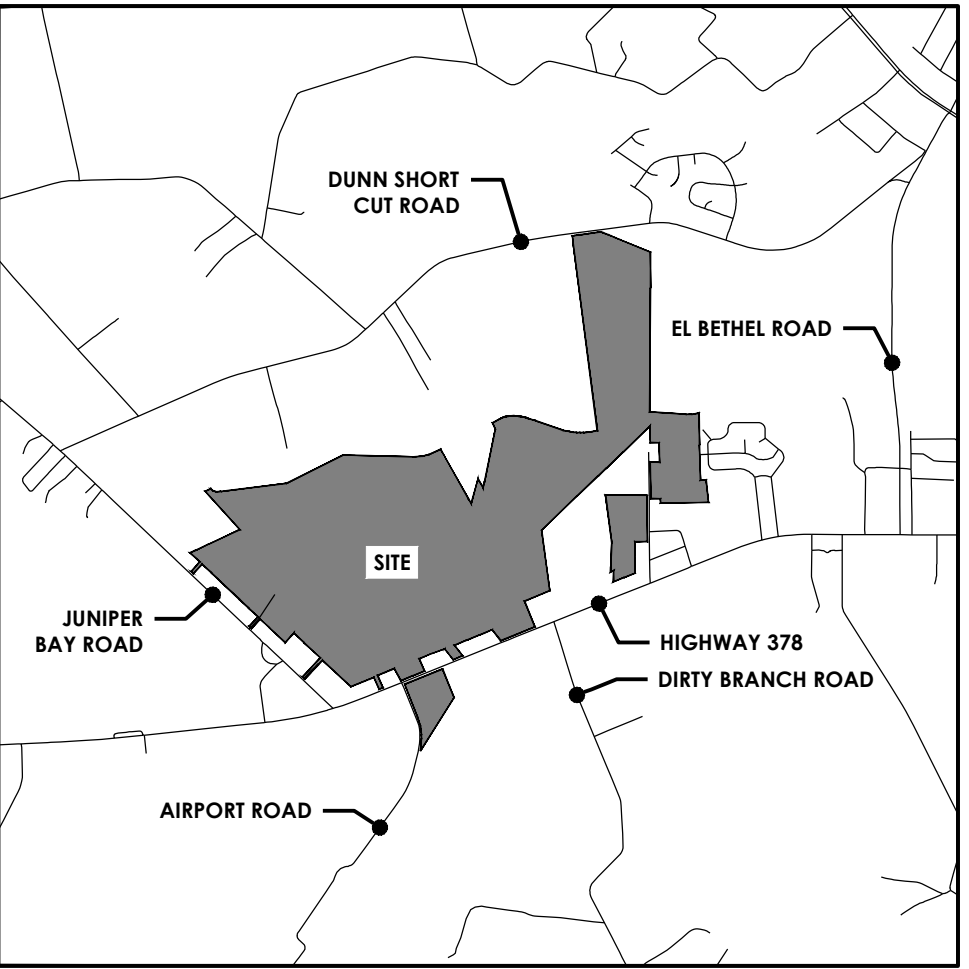 DUNN SHORT
CUT ROAD
EL BETHEL ROAD
SITE
JUNIPER
BAY ROAD
HIGHWAY 378
DIRTY BRANCH ROAD
AIRPORT ROAD